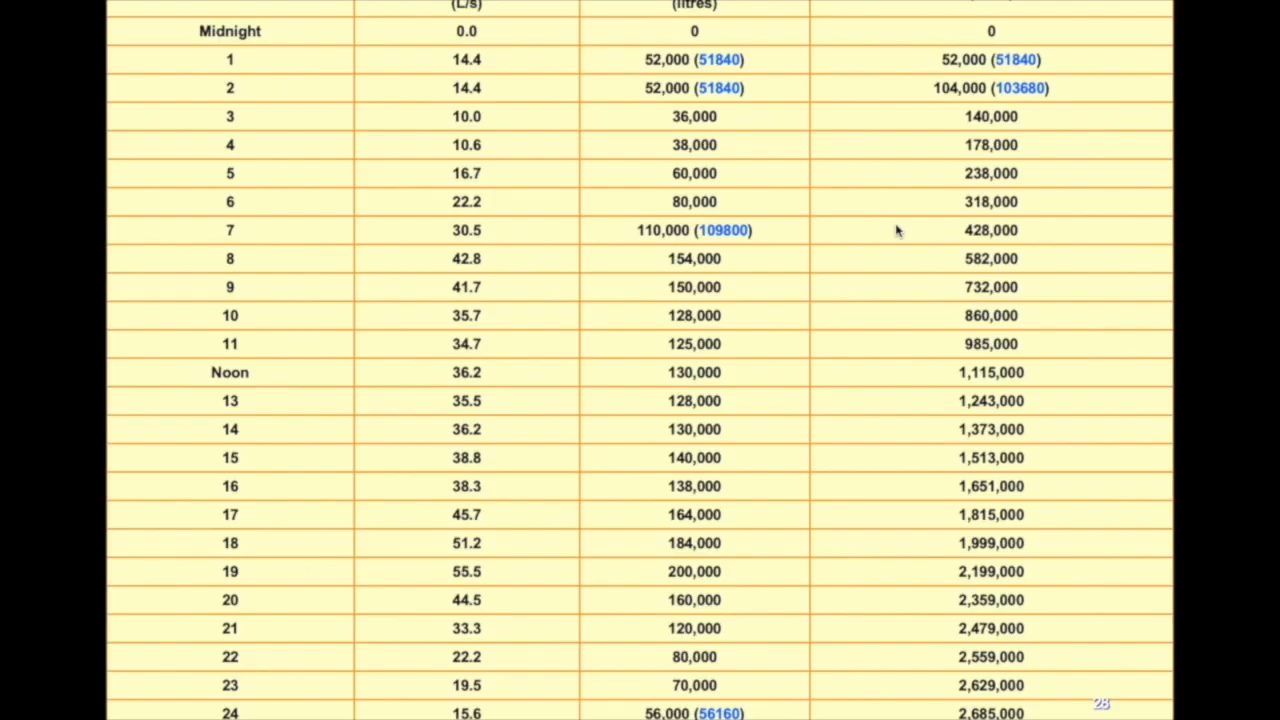 (L/s) (litres)
Midnight 0.0 0 0
1 14.4 52,000 (51840) 52,000 (51840)
2 14.4 52,000 (51840) 104,000 (103680)
3 10.0 36,000 140,000
4 10.6 38,000 178,000
5 16.7 60,000 238,000
6 22.2 80,000 318,000
7 30.5 110,000 (109800) 428,000
8 42.8 154,000 582,000
9 41.7 150,000 732,000
10 35.7 128,000 860,000
11 34.7 125,000 985,000
Noon 36.2 130,000 1,115,000
13 35.5 128,000 1,243,000
14 36.2 130,000 1,373,000
15 38.8 140,000 1,513,000
16 38.3 138,000 1,651,000
17 45.7 164,000 1,815,000
18 51.2 184,000 1,999,000
19 55.5 200,000 2,199,000
20 44.5 160,000 2,359,000
21 33.3 120,000 2,479,000
22 22.2 80,000 2,559,000
23 19.5 70,000 2,629,000
24 15.6 56,000 (56160) 2,685,000
28